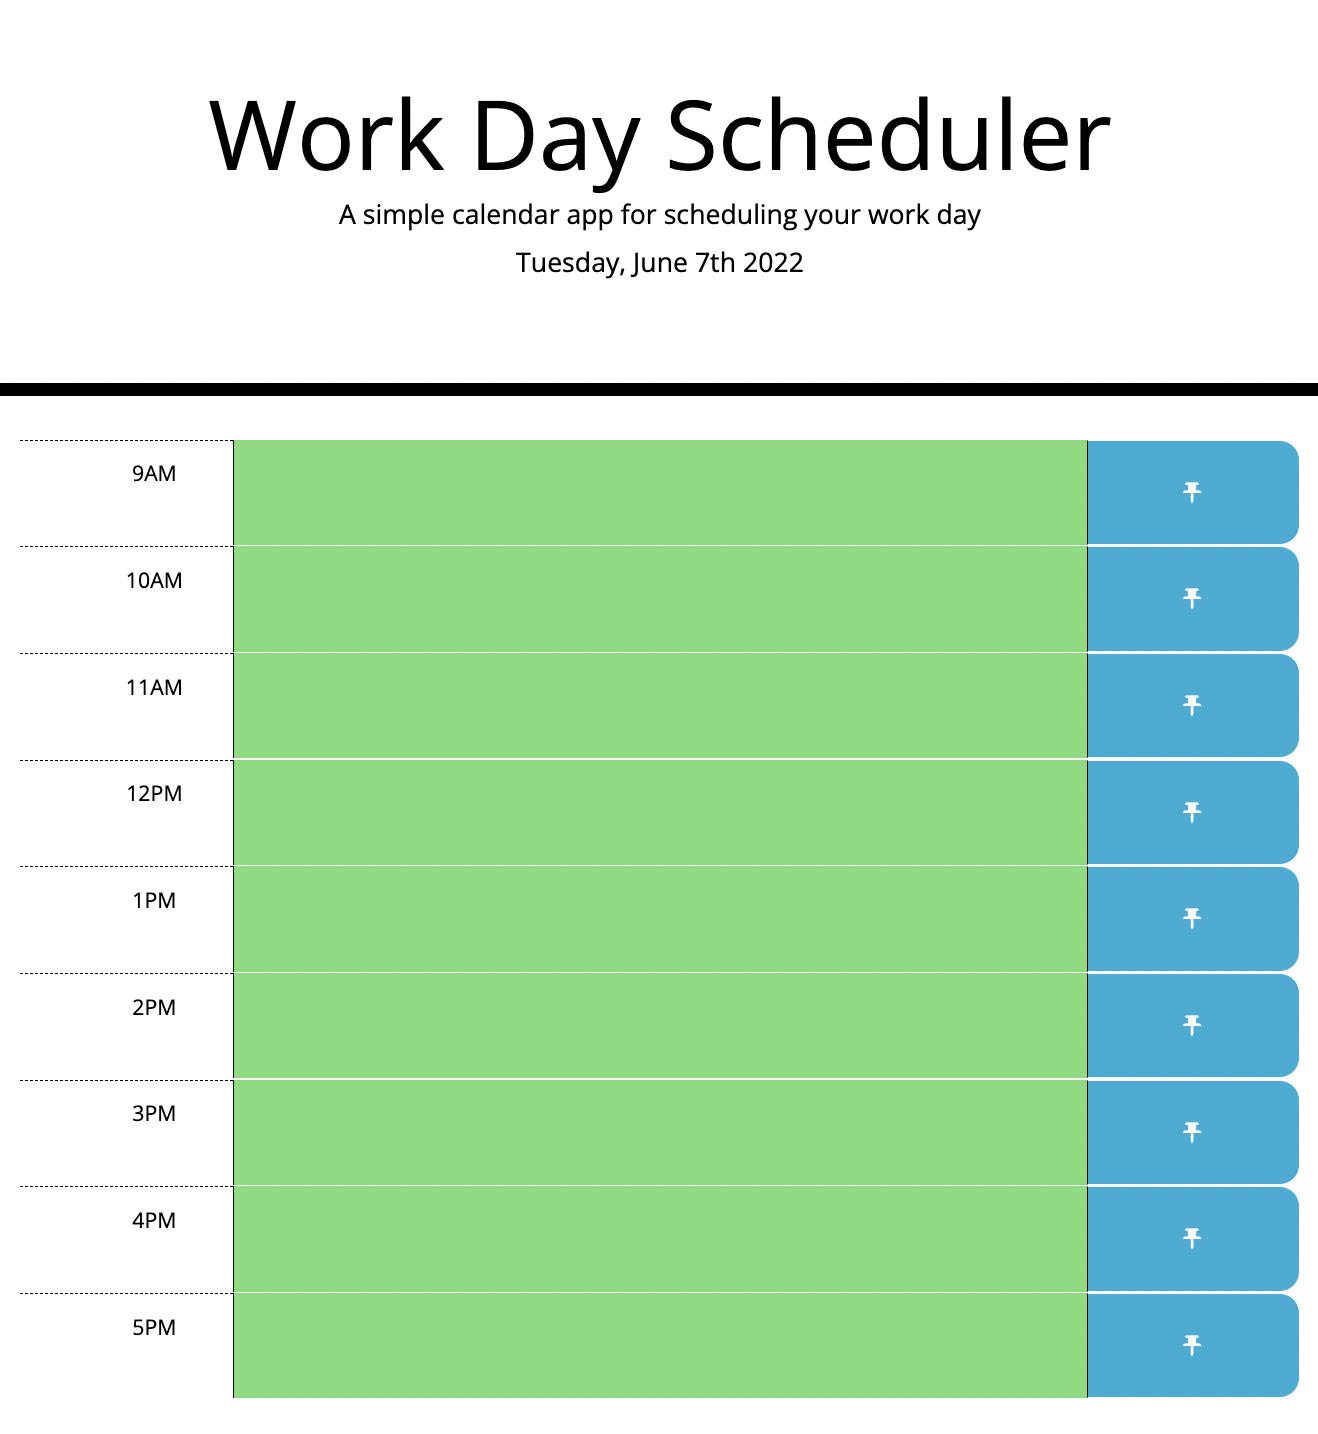 Work Day Scheduler
A simple calendar app for scheduling your work day
Tuesday, June 7th 2022
9AM
10AM
11AM
12PM
1PM
2PM
3PM
4PM
5PM